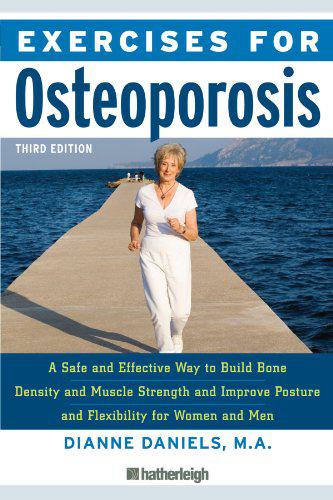 EXERCISES FOR
Osteoporosis
THIRD EDITION
A Safe and Effective Way to Build Bone
Density and Muscle Strength and Improve Posture
and Flexibility for Women and Men
DIANNE DANIELS, M.A.
hatherleigh